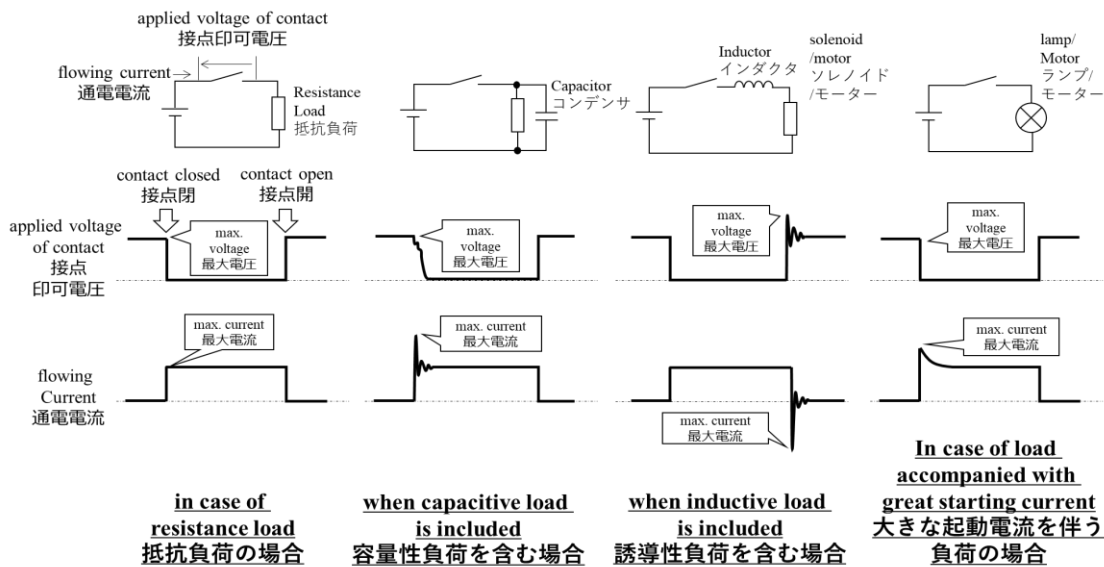 applied voltage of contact
接点印可電圧
flowing current
通電電流
Resistance
Load
抵抗負荷
Capacitor
コンデンサ
Inductor
インダクタ
solenoid
/motor
ソレノイド
/モーター
lamp/
Motor
ランプ/
モーター
contact closed
接点閉
contact open
接点開
applied voltage
of contact
接点
印可電圧
max.
voltage
最大電圧
max.
voltage
最大電圧
max.
voltage
最大電圧
max.
voltage
最大電圧
flowing
Current
通電電流
max. current
最大電流
max. current
最大電流
max. current
最大電流
max. current
最大電流
in case of
resistance load
抵抗負荷の場合
when capacitive load
is included
容量性負荷を含む場合
when inductive load
is included
誘導性負荷を含む場合
In case of load
accompanied with
great starting current
大きな起動電流を伴う
負荷の場合